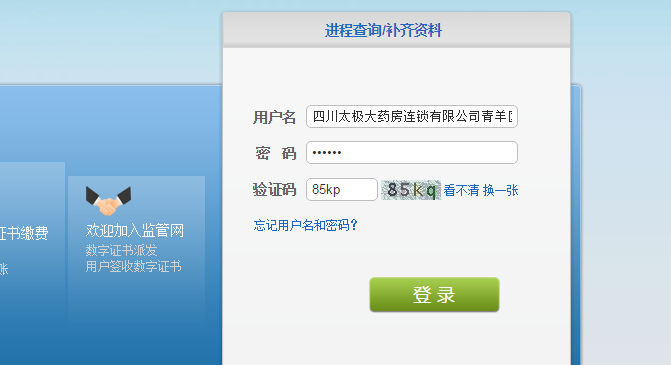 进程查询/补齐资料
用户名 四川太极大药房连锁有限公司青羊
密 码 ••••••
验证码 85kp 85kq 看不清 换一张
忘记用户名和密码?
登 录
证书缴费
账
欢迎加入监管网
数字证书派发
用户签收数字证书